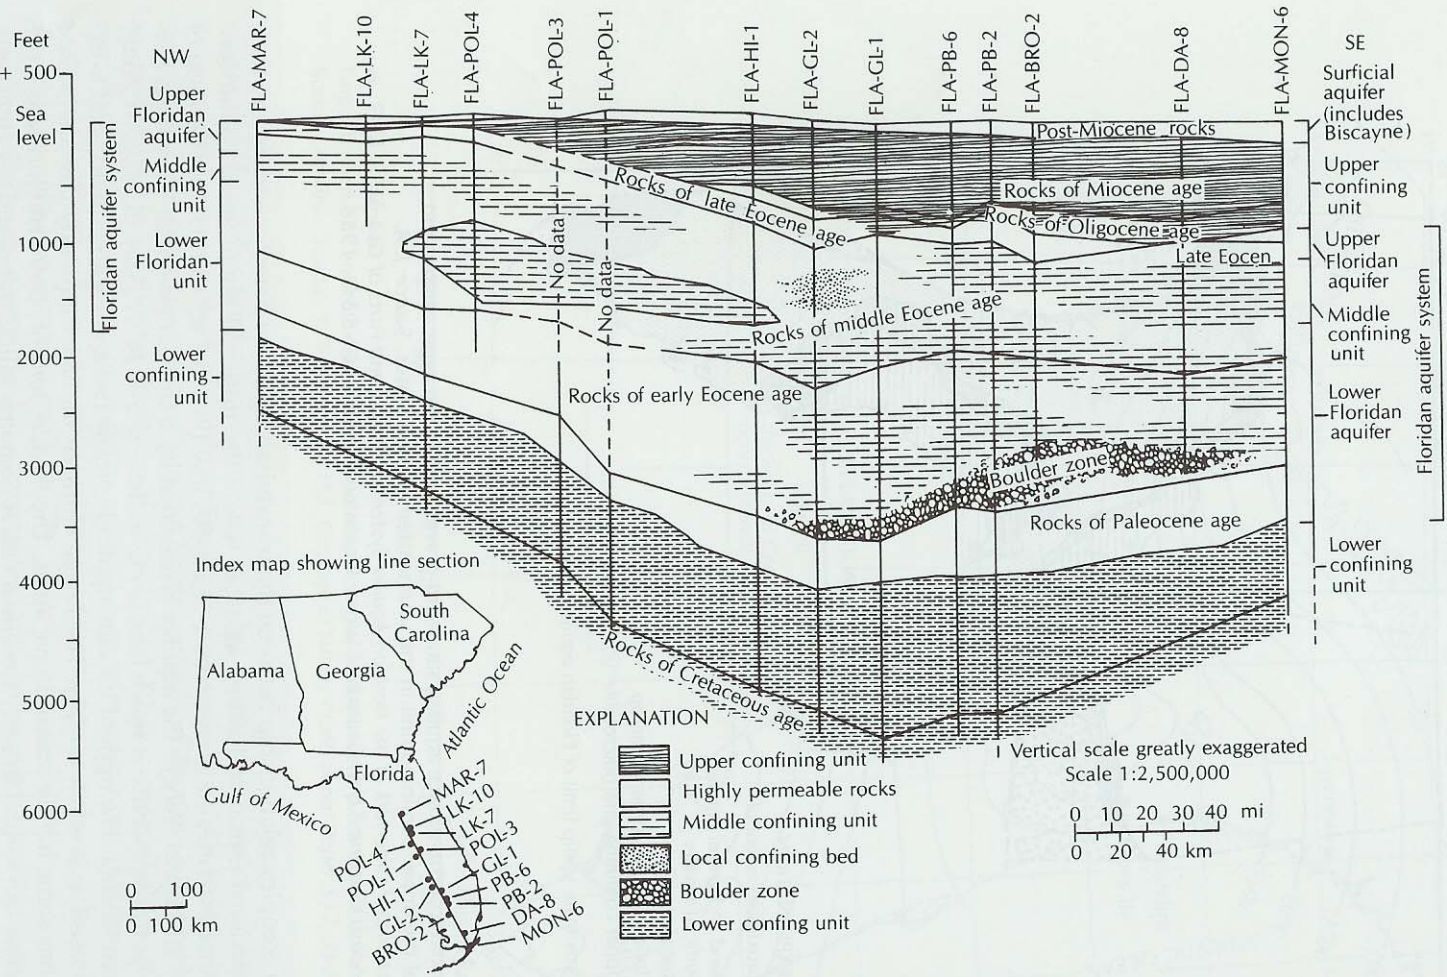 Feet
+ 500
Sea
level
1000
2000
3000
4000
5000
6000
NW
Upper
Floridan
aquifer
Middle
confining
unit
Lower
Floridan
unit
Lower
confining
unit
Floridan aquifer system
FLA-MAR-7
FLA-LK-10
FLA-LK-7
FLA-POL-4
FLA-POL-3
FLA-POL-1
FLA-HI-1
FLA-GL-2
FLA-GL-1
FLA-PB-6
FLA-PB-2
FLA-BRO-2
FLA-DA-8
FLA-MON-6
SE
Surficial
aquifer
(includes
Biscayne)
Upper
confining
unit
Upper
Floridan
aquifer
Middle
confining
unit
Lower
Floridan
aquifer
Lower
confining
unit
Floridan aquifer system
Post-Miocene rocks
Rocks of Miocene age
Rocks of Oligocene age
Late Eocen
Rocks of late Eocene age
No data
No data
Rocks of middle Eocene age
Rocks of early Eocene age
Boulder zone
Rocks of Paleocene age
Rocks of Cretaceous age
Index map showing line section
South
Carolina
Alabama
Georgia
Florida
Atlantic Ocean
Gulf of Mexico
MAR-7
LK-10
LK-7
POL-3
GL-1
PB-6
PB-2
DA-8
MON-6
POL-4
POL-1
HI-1
GL-2
BRO-2
0 100
0 100 km
EXPLANATION
Upper confining unit
Highly permeable rocks
Middle confining unit
Local confining bed
Boulder zone
Lower confing unit
Vertical scale greatly exaggerated
Scale 1:2,500,000
0 10 20 30 40 mi
0 20 40 km